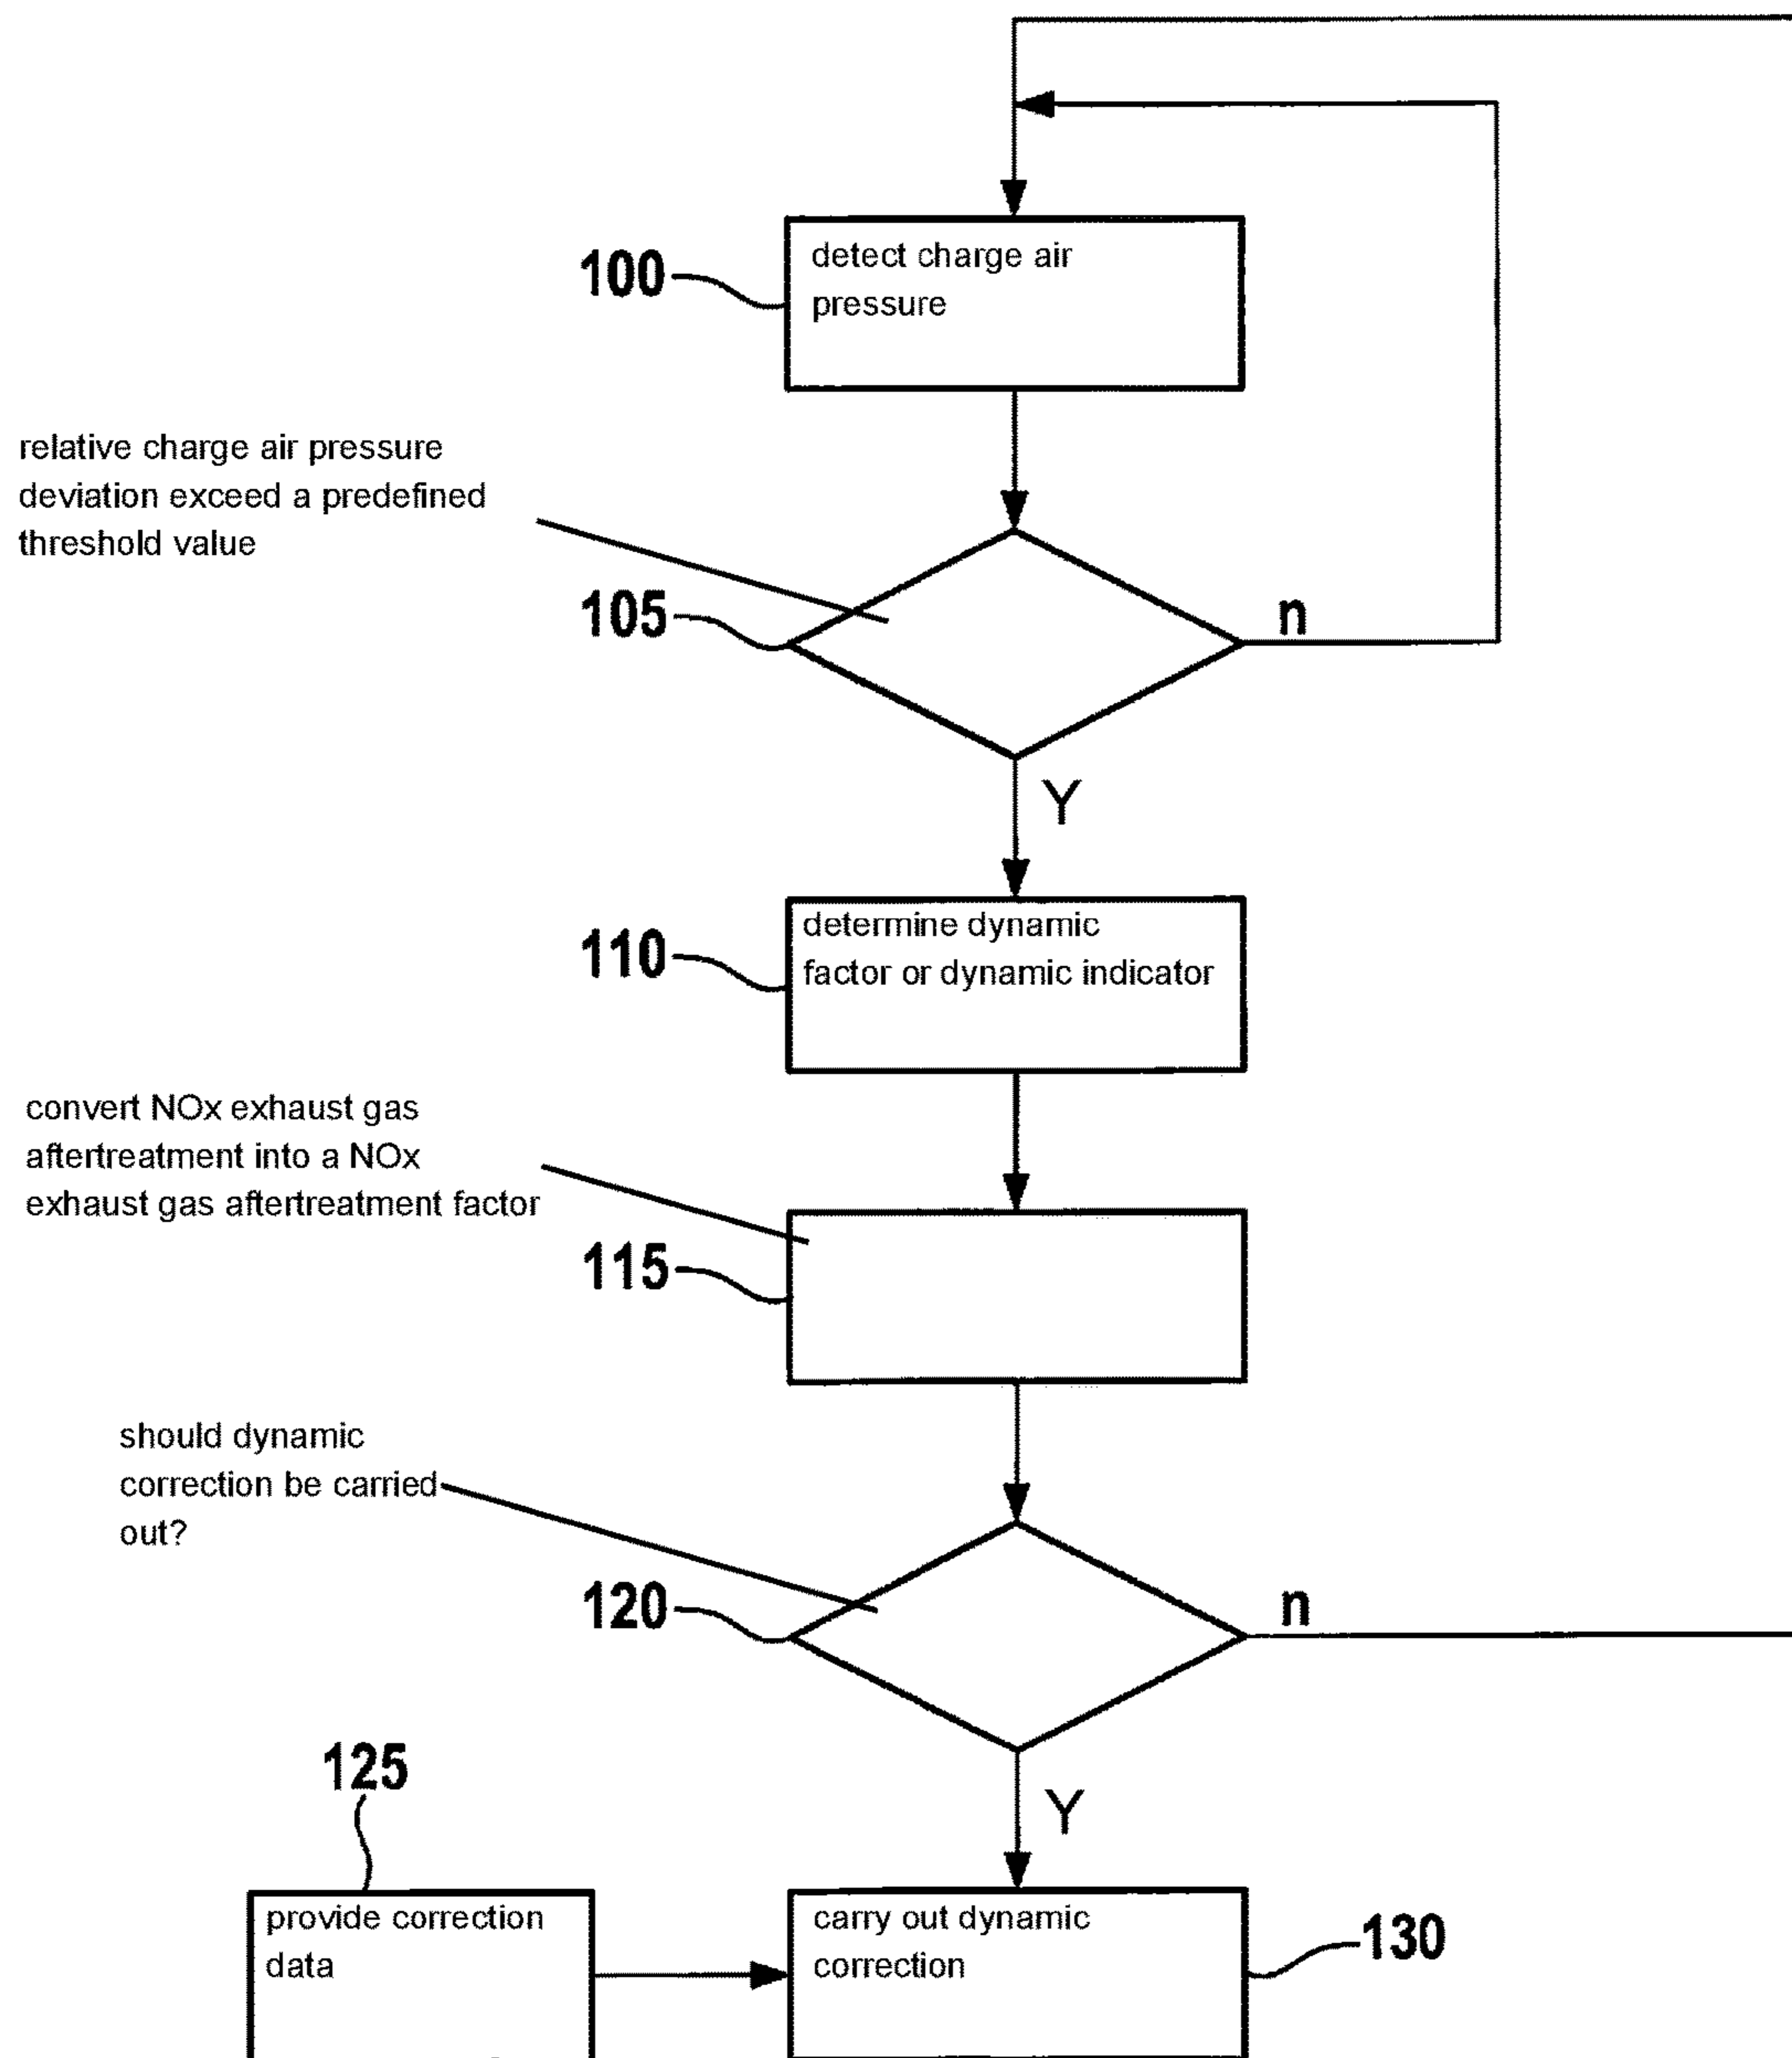 100
detect charge air
pressure
relative charge air pressure
deviation exceed a predefined
threshold value
105
n
Y
110
determine dynamic
factor or dynamic indicator
convert NOx exhaust gas
aftertreatment into a NOx
exhaust gas aftertreatment factor
115
should dynamic
correction be carried
out?
120
n
Y
125
provide correction
data
carry out dynamic
correction
130